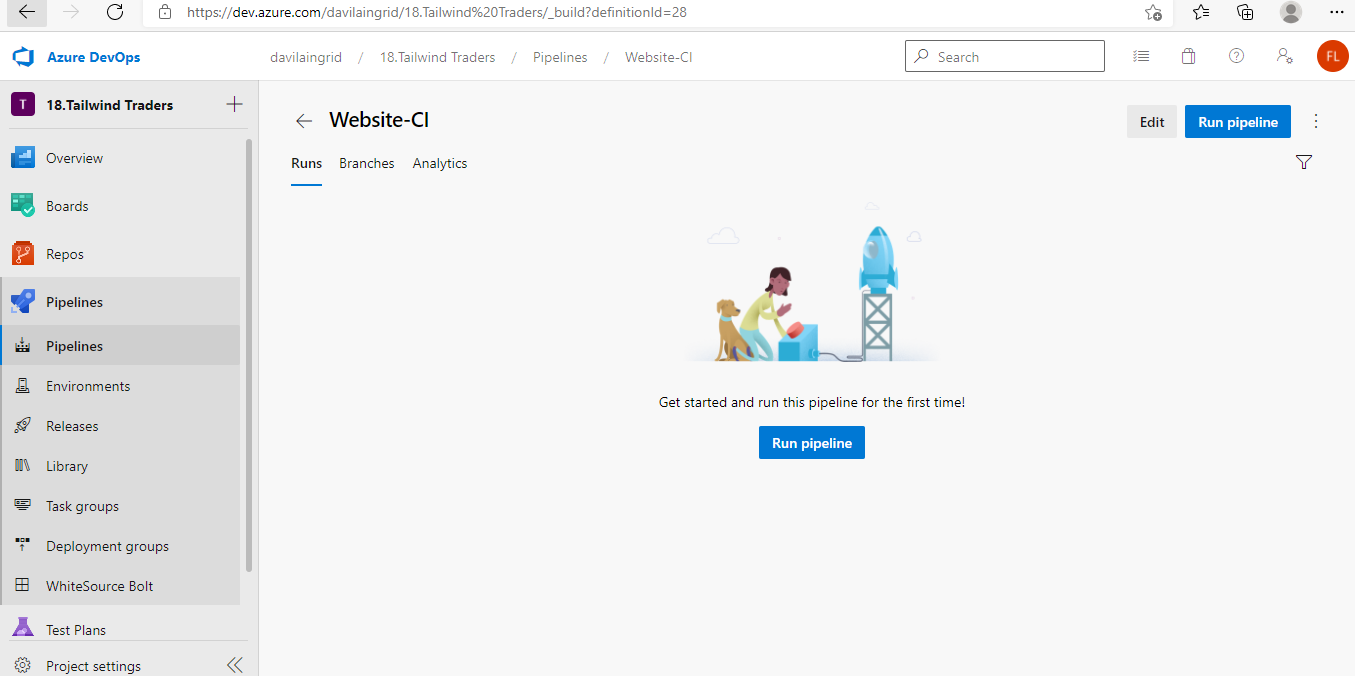 https://dev.azure.com/davilaingrid/18.Tailwind%20Traders/_build?definitionId=28
Azure DevOps
davilaingrid / 18.Tailwind Traders / Pipelines / Website-CI
Search
FL
T 18.Tailwind Traders
Overview
Boards
Repos
Pipelines
Pipelines
Environments
Releases
Library
Task groups
Deployment groups
WhiteSource Bolt
Test Plans
Project settings
Website-CI
Edit
Run pipeline
Runs Branches Analytics
Get started and run this pipeline for the first time!
Run pipeline